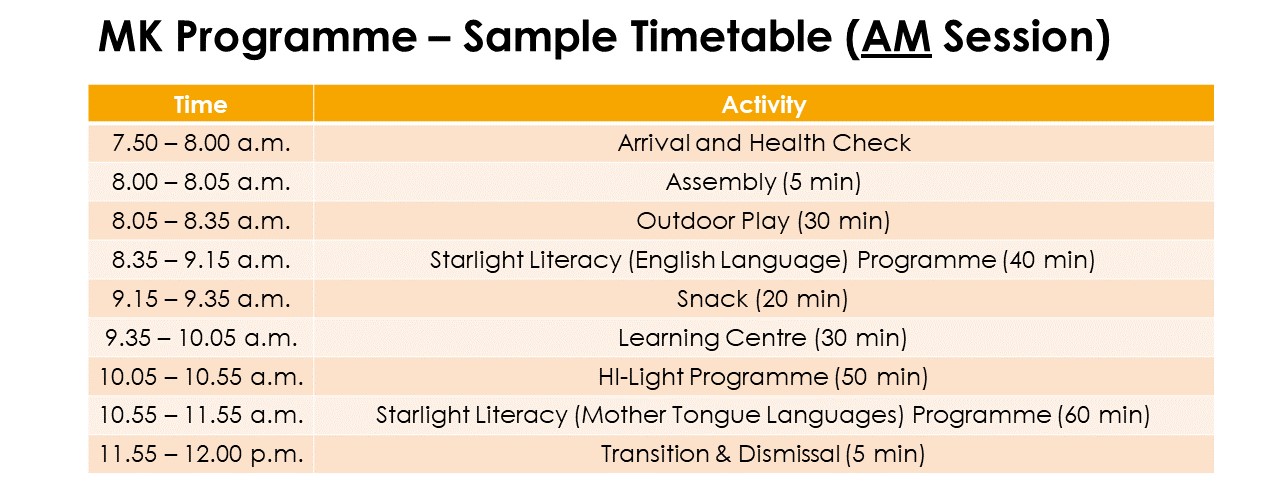 MK Programme – Sample Timetable (AM Session)
Time Activity
7.50 – 8.00 a.m. Arrival and Health Check
8.00 – 8.05 a.m. Assembly (5 min)
8.05 – 8.35 a.m. Outdoor Play (30 min)
8.35 – 9.15 a.m. Starlight Literacy (English Language) Programme (40 min)
9.15 – 9.35 a.m. Snack (20 min)
9.35 – 10.05 a.m. Learning Centre (30 min)
10.05 – 10.55 a.m. HI-Light Programme (50 min)
10.55 – 11.55 a.m. Starlight Literacy (Mother Tongue Languages) Programme (60 min)
11.55 – 12.00 p.m. Transition & Dismissal (5 min)